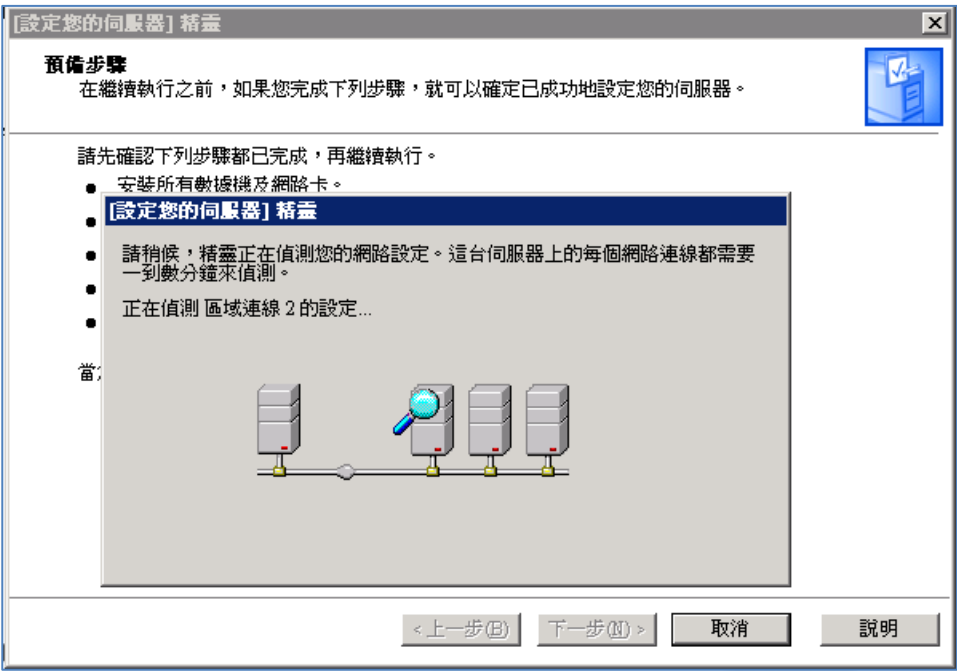 [設定您的伺服器] 精靈
預備步驟
在繼續執行之前，如果您完成下列步驟，就可以確定已成功地設定您的伺服器。
請先確認下列步驟都已完成，再繼續執行。
安裝所有數據機及網路卡。
[設定您的伺服器] 精靈
請稍候，精靈正在偵測您的網路設定。這台伺服器上的每個網路連線都需要
一到數分鐘來偵測。
正在偵測 區域連線 2 的設定...
當
<上一步(B)
下一步(N) >
取消
說明